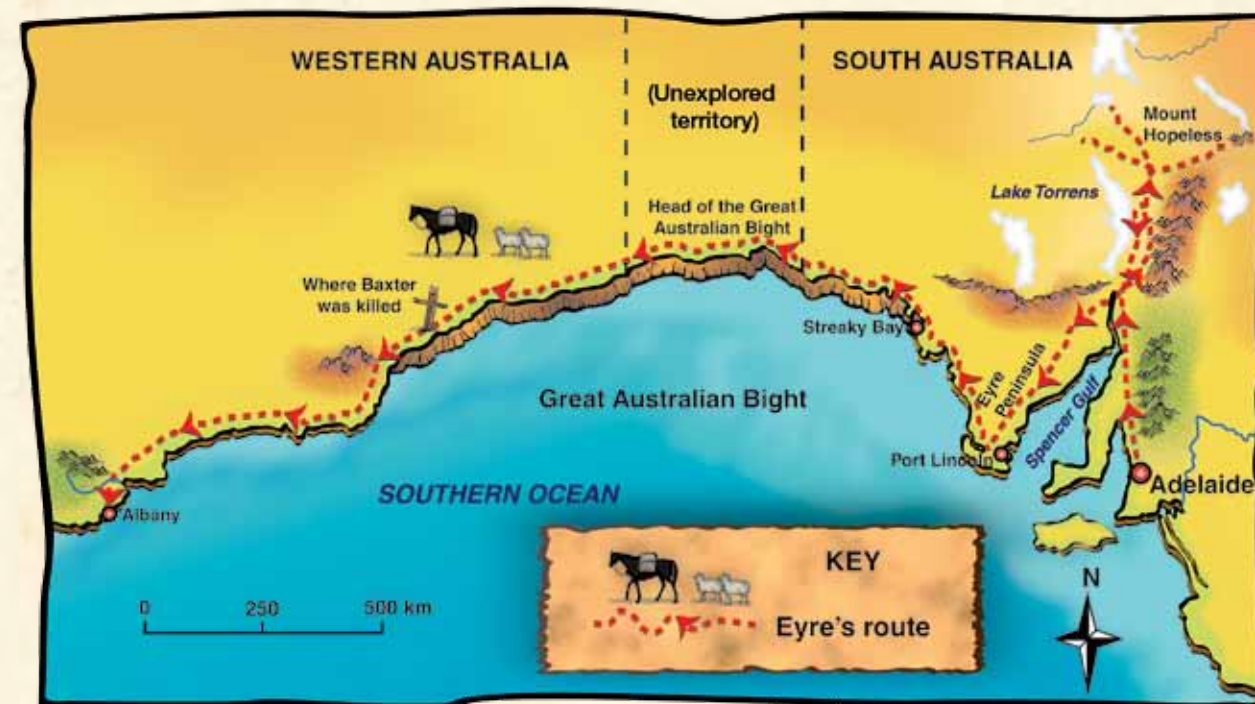 WESTERN AUSTRALIA
(Unexplored
territory)
SOUTH AUSTRALIA
Mount
Hopeless
Lake Torrens
Head of the Great
Australian Bight
Where Baxter
was killed
Streaky Bay
Great Australian Bight
Eyre
Peninsula
Spencer Gulf
Port Lincoln
Adelaide
SOUTHERN OCEAN
Albany
0 250 500 km
KEY
Eyre's route
N